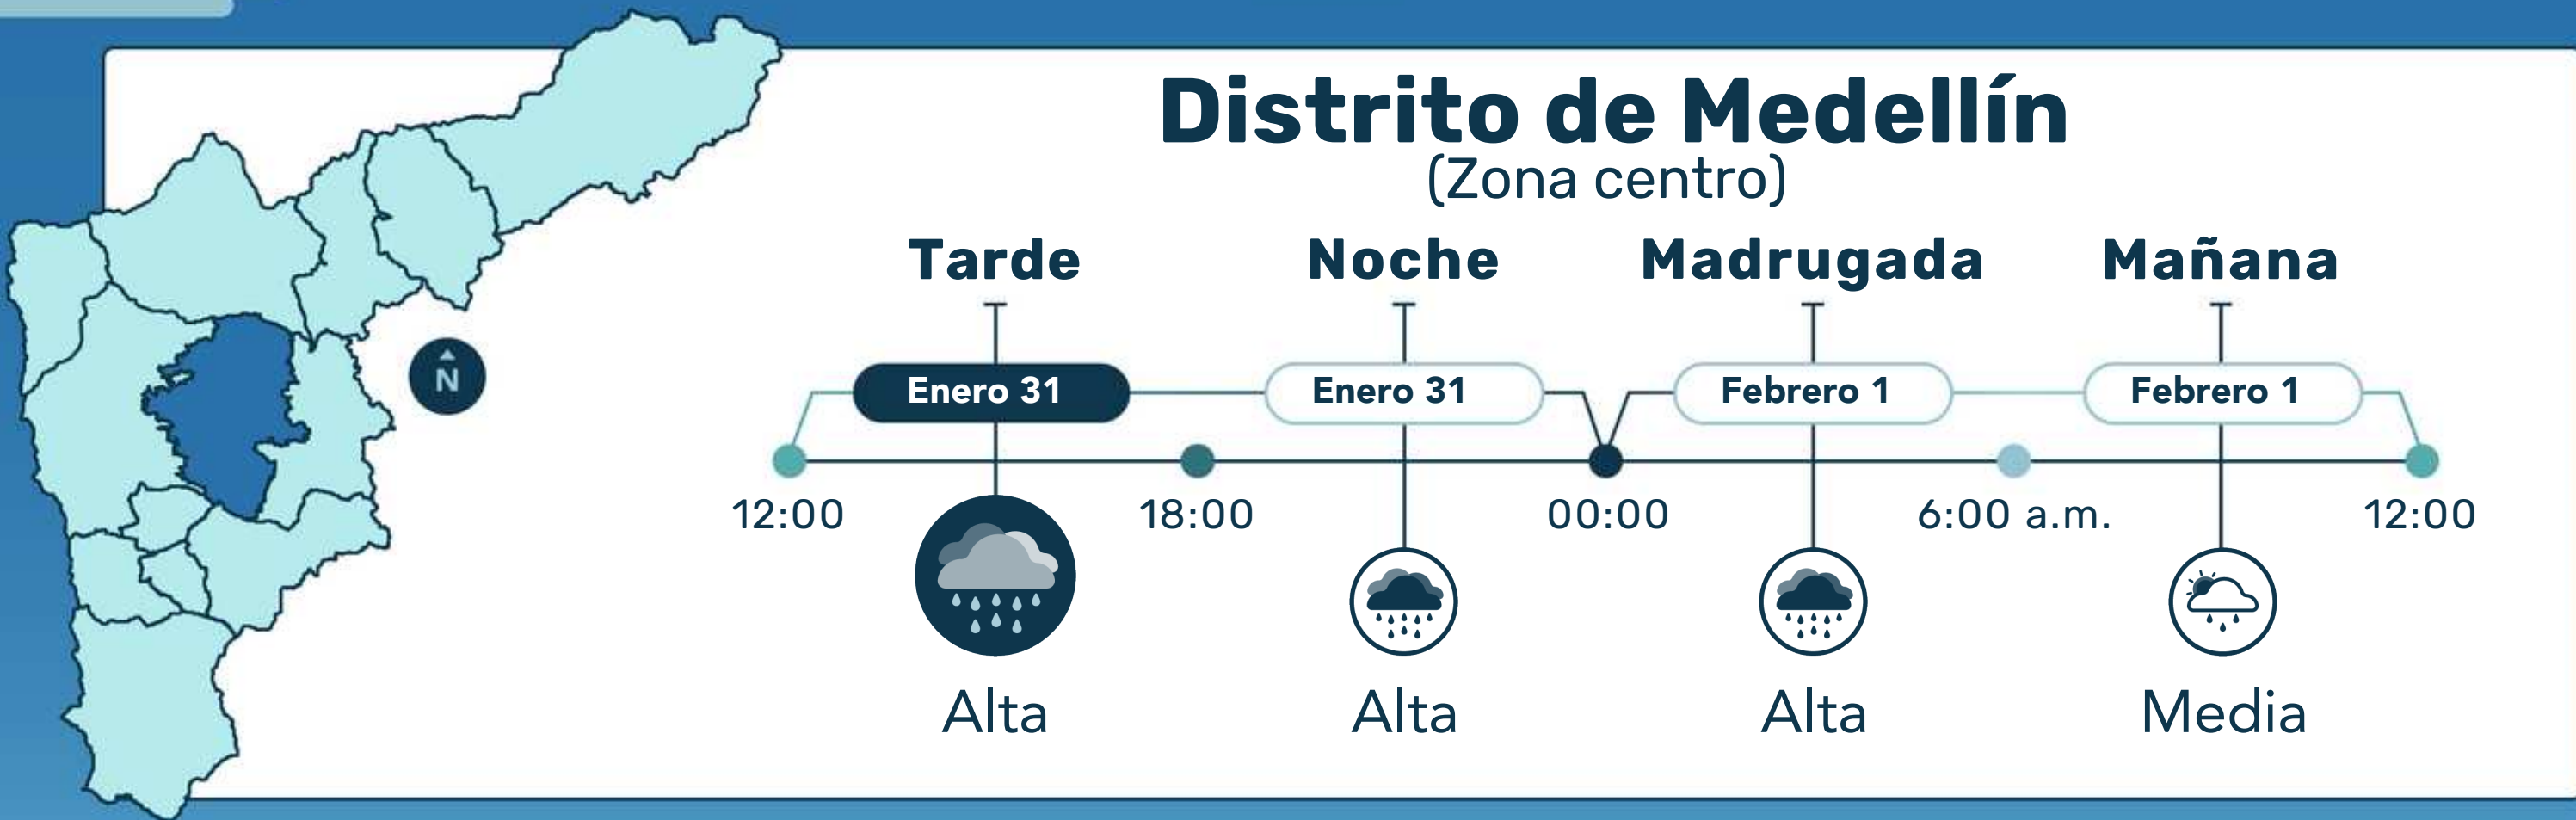 Distrito de Medellín
(Zona centro)
Tarde Noche Madrugada Mañana
N
Enero 31 Enero 31 Febrero 1 Febrero 1
12:00 18:00 00:00 6:00 a.m. 12:00
Alta Alta Alta Media